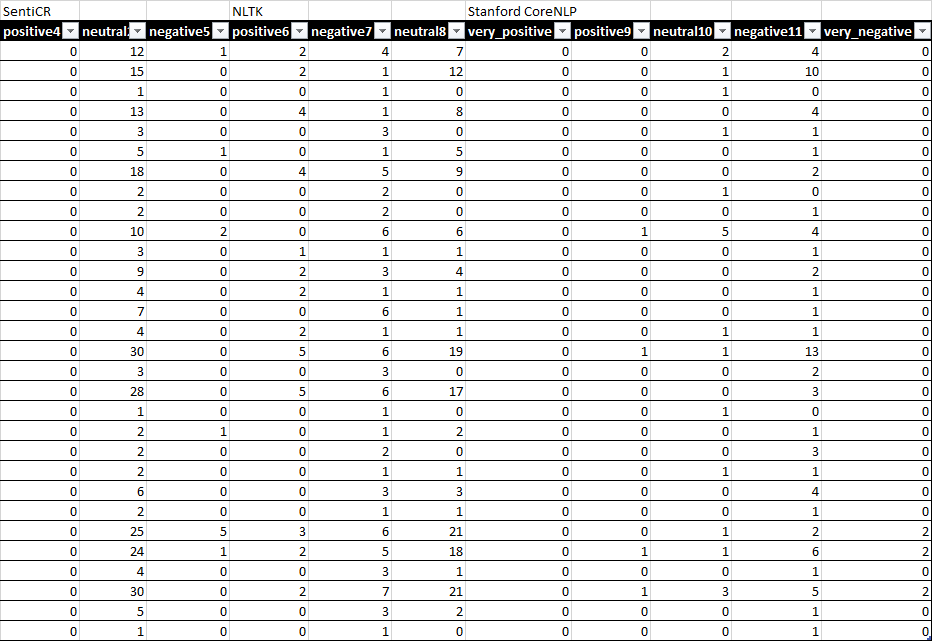 SentiCR NLTK Stanford CoreNLP
positive4 neutral negative5 positive6 negative7 neutral8 very_positive positive9 neutral10 negative11 very_negative
0 12 1 2 4 7 0 0 2 4 0
0 15 0 2 1 12 0 0 1 10 0
0 1 0 0 1 0 0 0 1 0 0
0 13 0 4 1 8 0 0 0 4 0
0 3 0 0 3 0 0 0 1 1 0
0 5 1 0 1 5 0 0 0 1 0
0 18 0 4 5 9 0 0 0 2 0
0 2 0 0 2 0 0 0 1 0 0
0 2 0 0 2 0 0 0 0 1 0
0 10 2 0 6 6 0 1 5 4 0
0 3 0 1 1 1 0 0 0 1 0
0 9 0 2 3 4 0 0 0 2 0
0 4 0 2 1 1 0 0 0 1 0
0 7 0 0 6 1 0 0 0 1 0
0 4 0 2 1 1 0 0 1 1 0
0 30 0 5 6 19 0 1 1 13 0
0 3 0 0 3 0 0 0 0 2 0
0 28 0 5 6 17 0 0 0 3 0
0 1 0 0 1 0 0 0 1 0 0
0 2 1 0 1 2 0 0 0 1 0
0 2 0 0 2 0 0 0 0 3 0
0 2 0 0 1 1 0 0 1 1 0
0 6 0 0 3 3 0 0 0 4 0
0 2 0 0 1 1 0 0 0 1 0
0 25 5 3 6 21 0 0 1 2 2
0 24 1 2 5 18 0 1 1 6 2
0 4 0 0 3 1 0 0 0 1 0
0 30 0 2 7 21 0 1 3 5 2
0 5 0 0 3 2 0 0 0 1 0
0 1 0 0 1 0 0 0 0 1 0